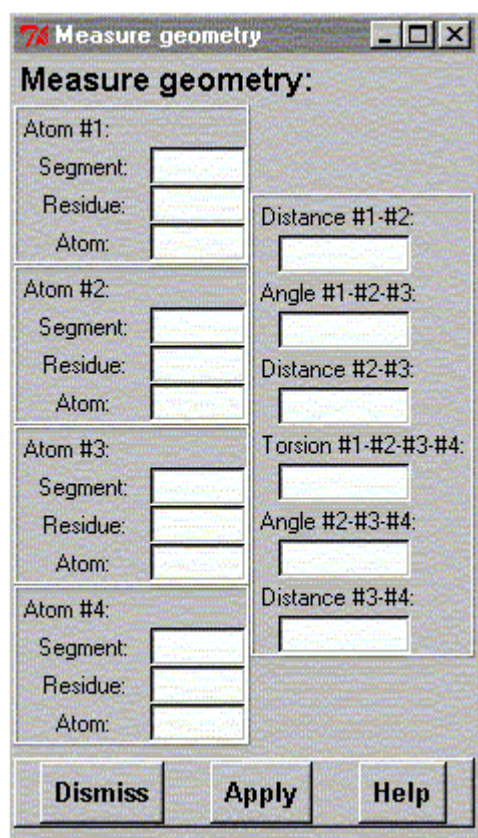 Measure geometry
Measure geometry:
Atom #1:
Segment:
Residue:
Atom:
Atom #2:
Segment:
Residue:
Atom:
Atom #3:
Segment:
Residue:
Atom:
Atom #4:
Segment:
Residue:
Atom:
Distance #1-#2:
Angle #1-#2-#3:
Distance #2-#3:
Torsion #1-#2-#3-#4:
Angle #2-#3-#4:
Distance #3-#4:
Dismiss Apply Help